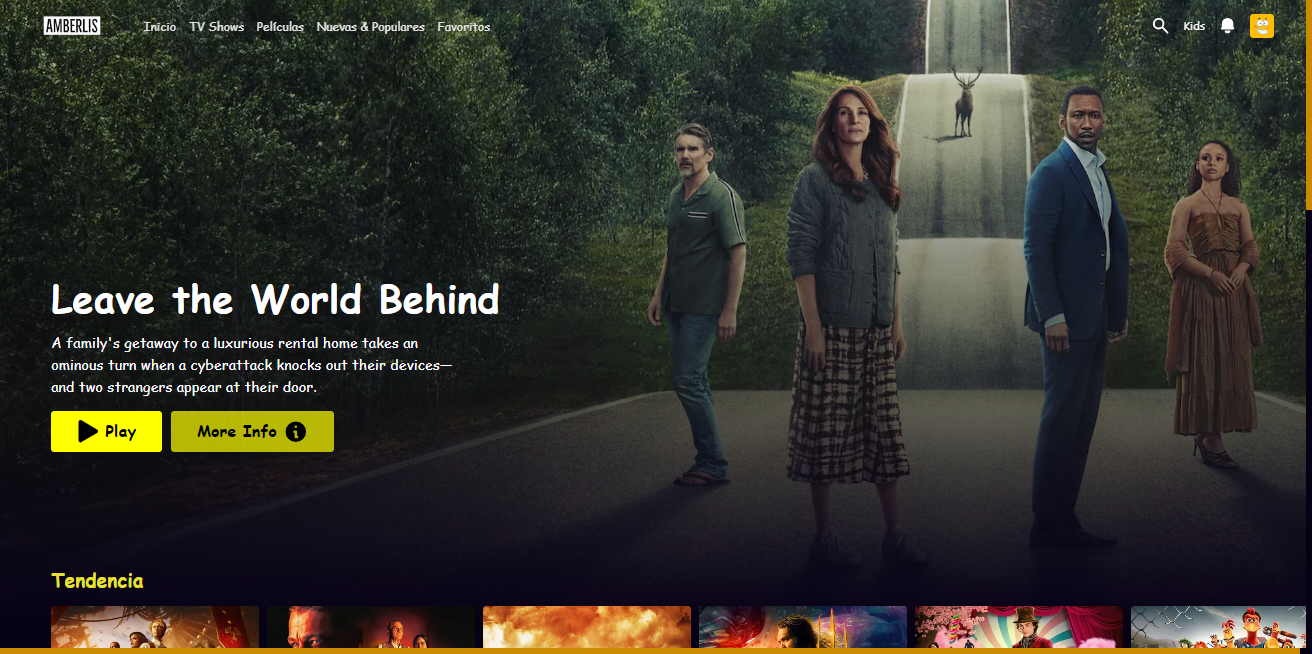 AMBERLIS
Inicio TV Shows Películas Nuevas & Populares Favoritos
Kids
Leave the World Behind
A family's getaway to a luxurious rental home takes an
ominous turn when a cyberattack knocks out their devices—
and two strangers appear at their door.
Play More Info
Tendencia